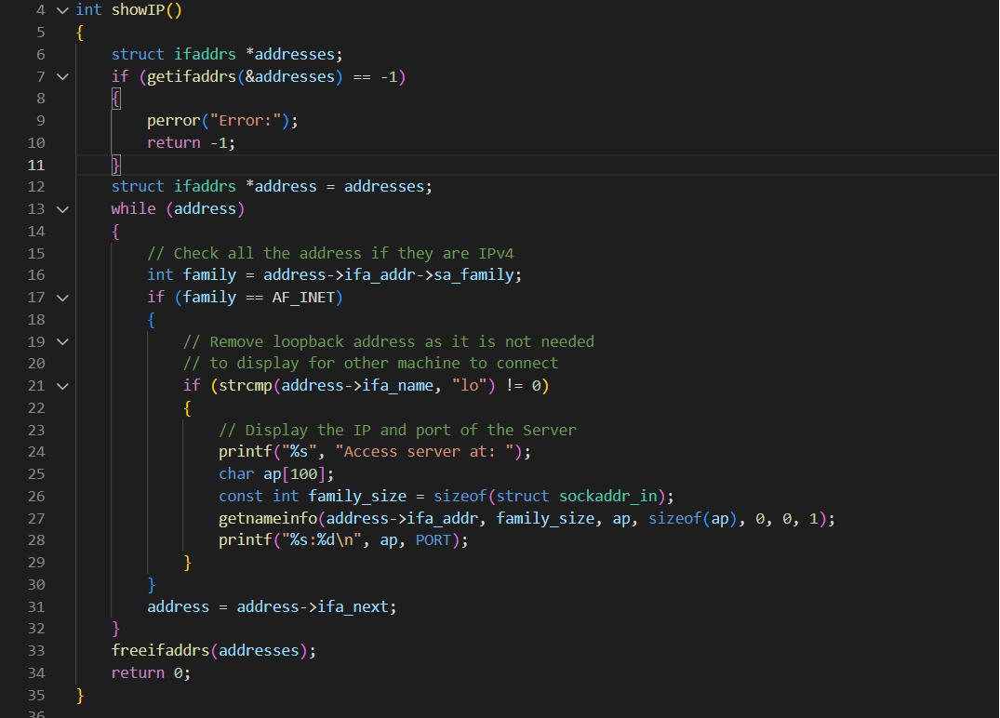 4 int showIP()
5 {
6 struct ifaddrs *addresses;
7 if (getifaddrs(&addresses) == -1)
8 {
9 perror("Error:");
10 return -1;
11 }
12 struct ifaddrs *address = addresses;
13 while (address)
14 {
15 // Check all the address if they are IPv4
16 int family = address->ifa_addr->sa_family;
17 if (family == AF_INET)
18 {
19 // Remove loopback address as it is not needed
20 // to display for other machine to connect
21 if (strcmp(address->ifa_name, "lo") != 0)
22 {
23 // Display the IP and port of the Server
24 printf("%s", "Access server at: ");
25 char ap[100];
26 const int family_size = sizeof(struct sockaddr_in);
27 getnameinfo(address->ifa_addr, family_size, ap, sizeof(ap), 0, 0, 1);
28 printf("%s:%d\n", ap, PORT);
29 }
30 }
31 address = address->ifa_next;
32 }
33 freeifaddrs(addresses);
34 return 0;
35 }
36